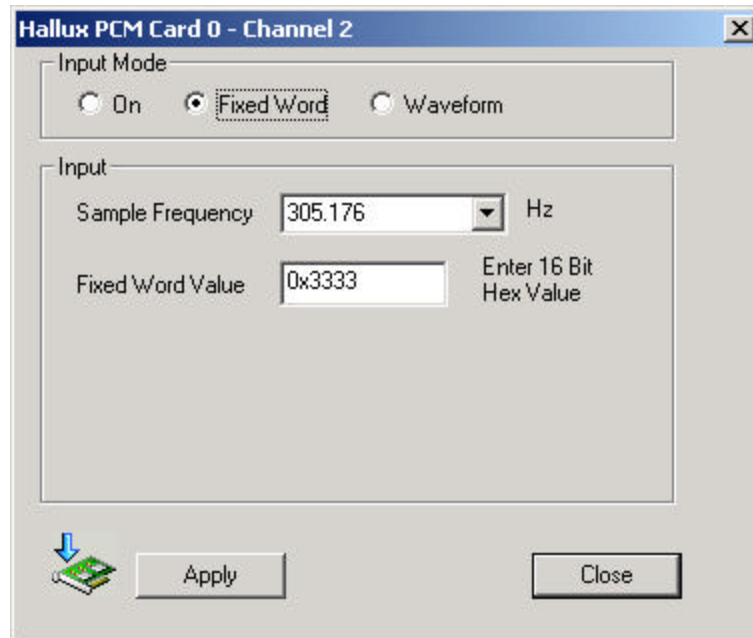 Hallux PCM Card 0 - Channel 2
Input Mode
On Fixed Word Waveform
Input
Sample Frequency 305.176 Hz
Fixed Word Value 0x3333 Enter 16 Bit
Hex Value
Apply Close